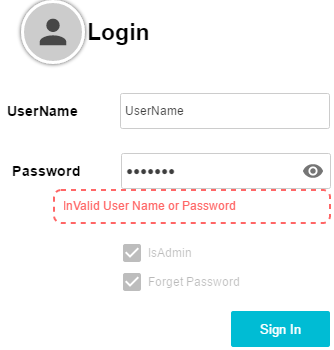 Login
UserName
UserName
Password
•••••••
InValid User Name or Password
IsAdmin
Forget Password
Sign In